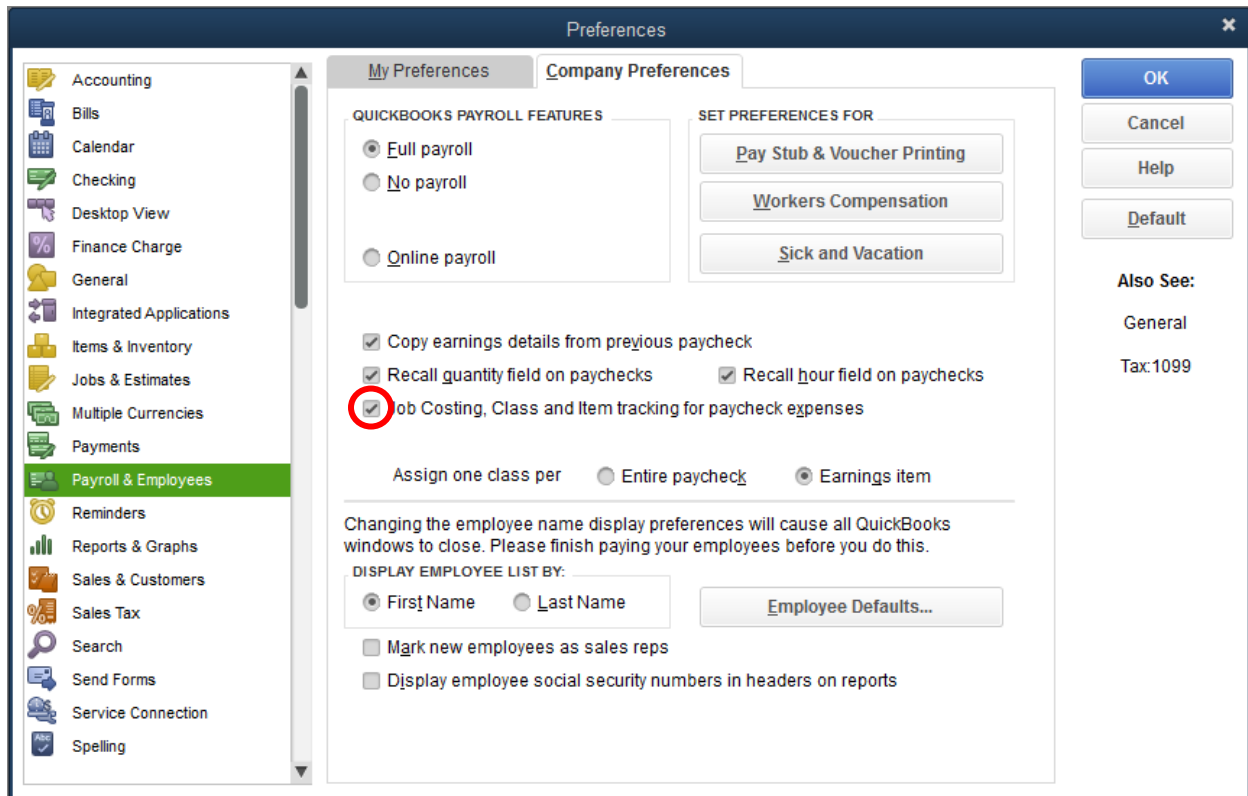 Preferences
Accounting
Bills
Calendar
Checking
Desktop View
Finance Charge
General
Integrated Applications
Items & Inventory
Jobs & Estimates
Multiple Currencies
Payments
Payroll & Employees
Reminders
Reports & Graphs
Sales & Customers
Sales Tax
Search
Send Forms
Service Connection
Abc
Spelling
My Preferences
Company Preferences
QUICKBOOKS PAYROLL FEATURES
Full payroll
No payroll
Online payroll
SET PREFERENCES FOR
Pay Stub & Voucher Printing
Workers Compensation
Sick and Vacation
Copy earnings details from previous paycheck
Recall quantity field on paychecks
Recall hour field on paychecks
Job Costing, Class and Item tracking for paycheck expenses
Assign one class per
Entire paycheck
Earnings item
Changing the employee name display preferences will cause all QuickBooks
windows to close. Please finish paying your employees before you do this.
DISPLAY EMPLOYEE LIST BY:
First Name
Last Name
Employee Defaults...
Mark new employees as sales reps
Display employee social security numbers in headers on reports
OK
Cancel
Help
Default
Also See:
General
Tax:1099